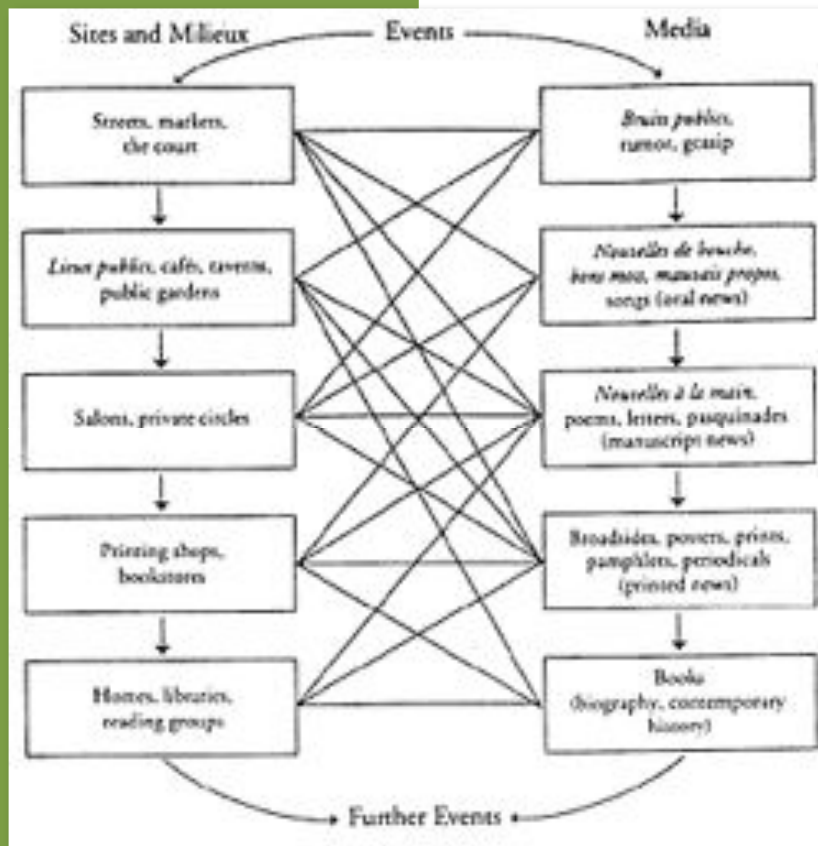 Sites and Milieux
Events
Media
Streets, markets,
the court
Bruits publics,
rumor, gossip
Lieux publics, cafés, taverns,
public gardens
Nouvelles de bouche,
bons mots, mauvais propos,
songs (oral news)
Salons, private circles
Nouvelles à la main,
poems, letters, pasquinades
(manuscript news)
Printing shops,
bookstores
Broadsides, posters, prints,
pamphlets, periodicals
(printed news)
Homes, libraries,
reading groups
Books
(biography, contemporary
history)
Further Events